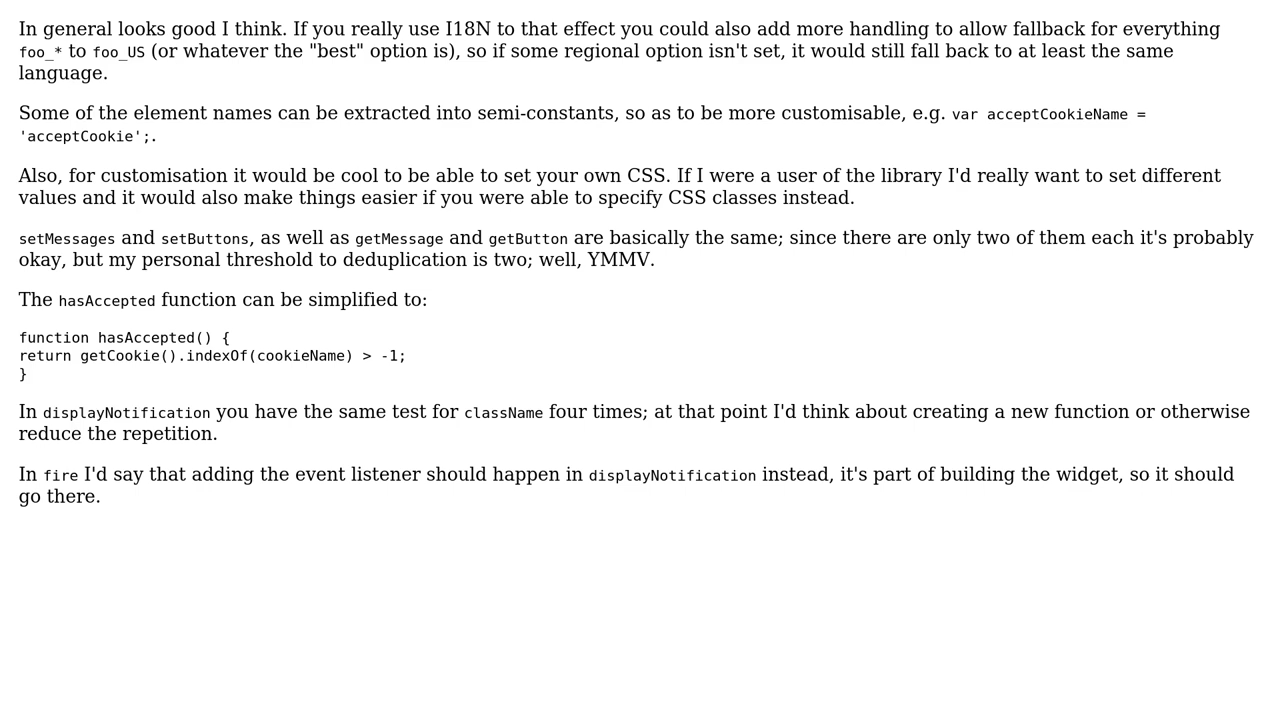 In general looks good I think. If you really use I18N to that effect you could also add more handling to allow fallback for everything
foo_* to foo_US (or whatever the "best" option is), so if some regional option isn't set, it would still fall back to at least the same
language.
Some of the element names can be extracted into semi-constants, so as to be more customisable, e.g. var acceptCookieName =
'acceptCookie';.
Also, for customisation it would be cool to be able to set your own CSS. If I were a user of the library I'd really want to set different
values and it would also make things easier if you were able to specify CSS classes instead.
setMessages and setButtons, as well as getMessage and getButton are basically the same; since there are only two of them each it's probably
okay, but my personal threshold to deduplication is two; well, YMMV.
The hasAccepted function can be simplified to:
function hasAccepted() {
return getCookie().indexOf(cookieName) > -1;
}
In displayNotification you have the same test for className four times; at that point I'd think about creating a new function or otherwise
reduce the repetition.
In fire I'd say that adding the event listener should happen in displayNotification instead, it's part of building the widget, so it should
go there.